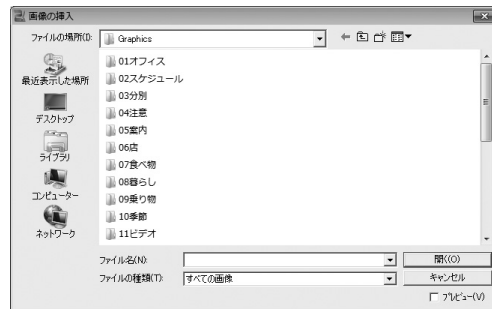 画像の挿入
ファイルの場所(I):
Graphics
最近表示した場所
デスクトップ
ライブラリ
コンピューター
ネットワーク
01オフィス
02スケジュール
03分別
04注意
05案内
06店
07食べ物
08暮らし
09乗り物
10季節
11ビデオ
ファイル名(N):
開く(O)
ファイルの種類(T):
すべての画像
キャンセル
プレビュー(V)